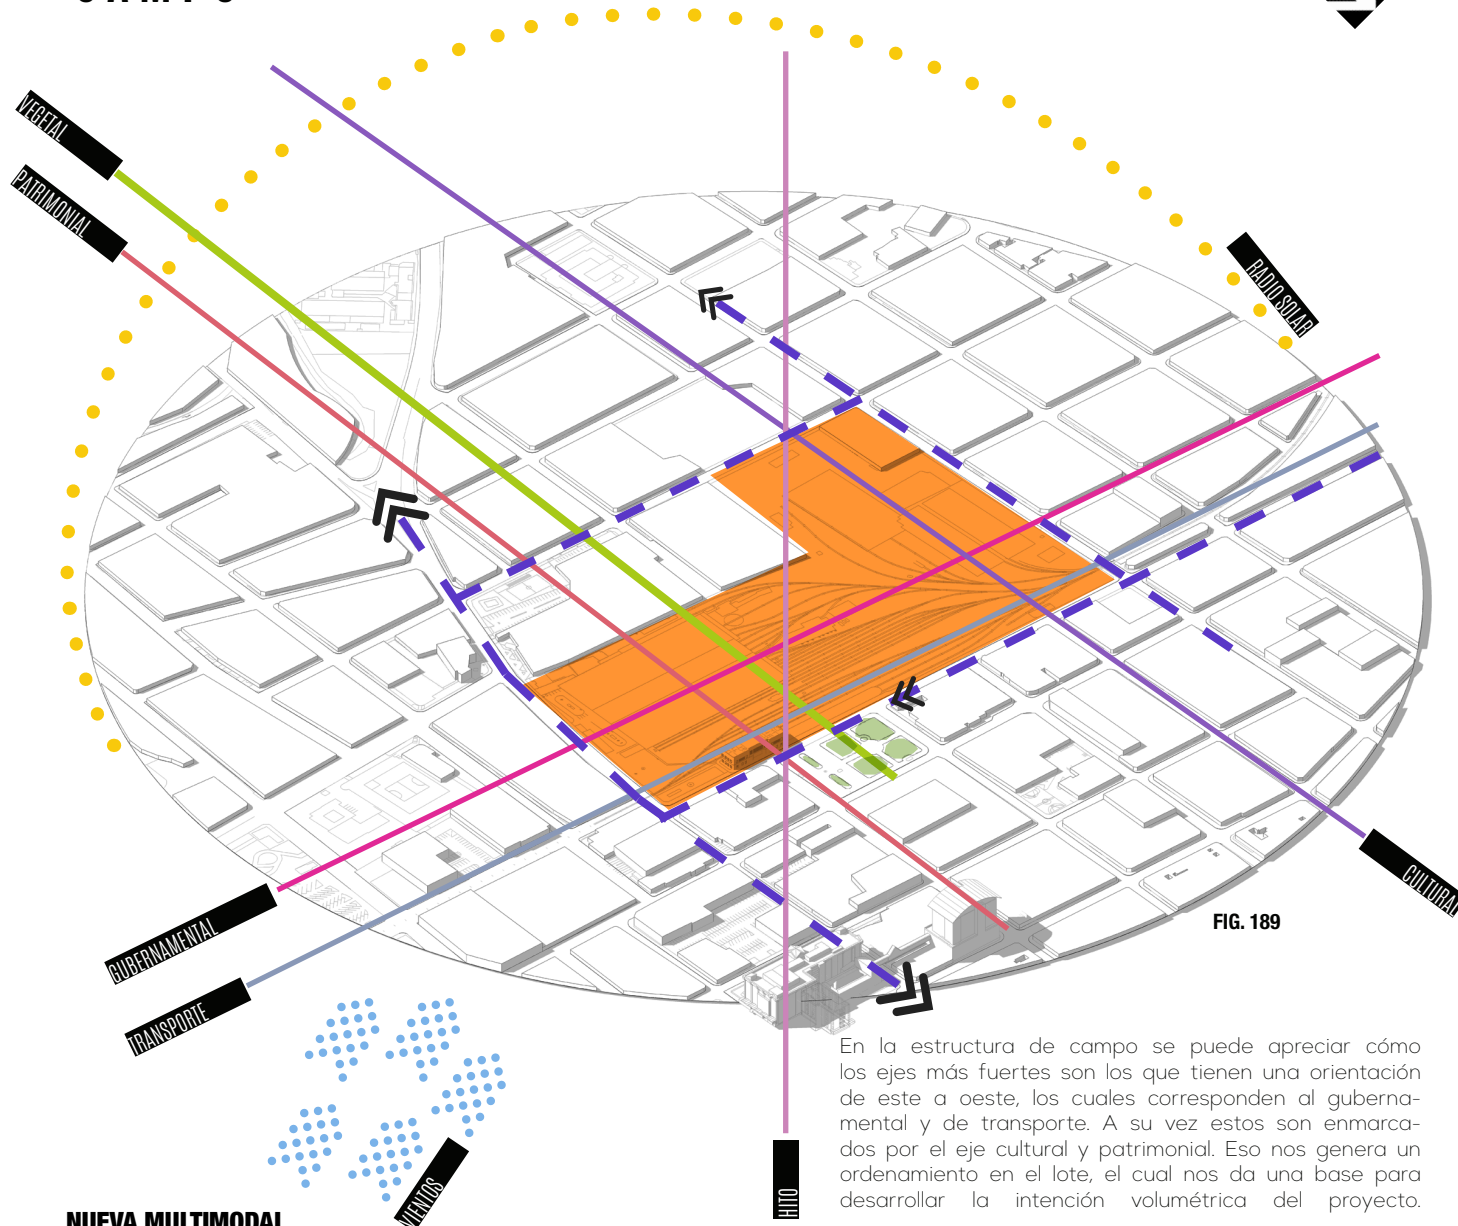 VEGETAL
PATRIMONIAL
RADIO SOLAR
CULTURAL
FIG. 189
GUBERNAMENTAL
TRANSPORTE
VIENTOS
HITO
En la estructura de campo se puede apreciar cómo
los ejes más fuertes son los que tienen una orientación
de este a oeste, los cuales corresponden al guberna-
mental y de transporte. A su vez estos son enmarca-
dos por el eje cultural y patrimonial. Eso nos genera un
ordenamiento en el lote, el cual nos da una base para
desarrollar la intención volumétrica del proyecto.
NUEVA MULTIMODAL